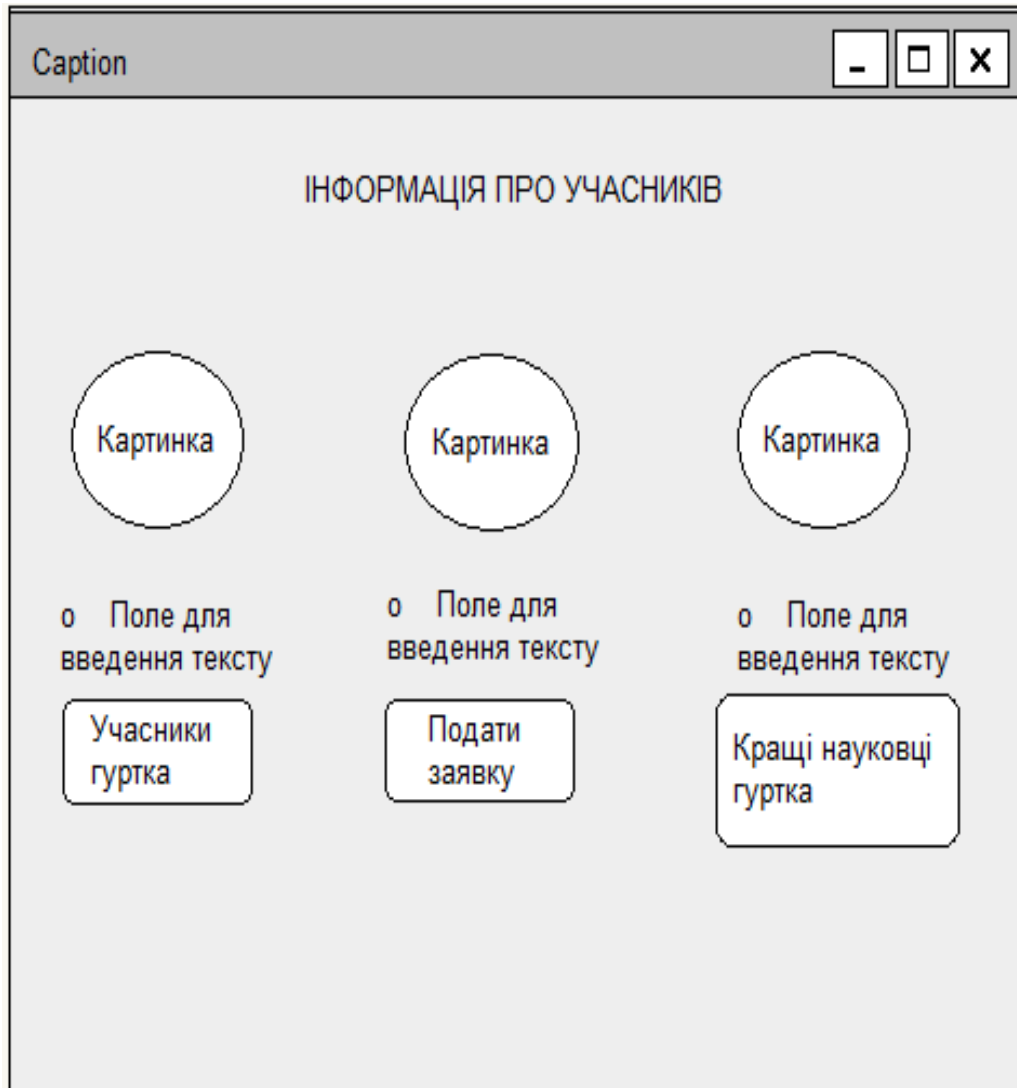 Caption
ІНФОРМАЦІЯ ПРО УЧАСНИКІВ
Картинка
Картинка
Картинка
o Поле для
введення тексту
o Поле для
введення тексту
o Поле для
введення тексту
Учасники
гуртка
Подати
заявку
Кращі науковці
гуртка